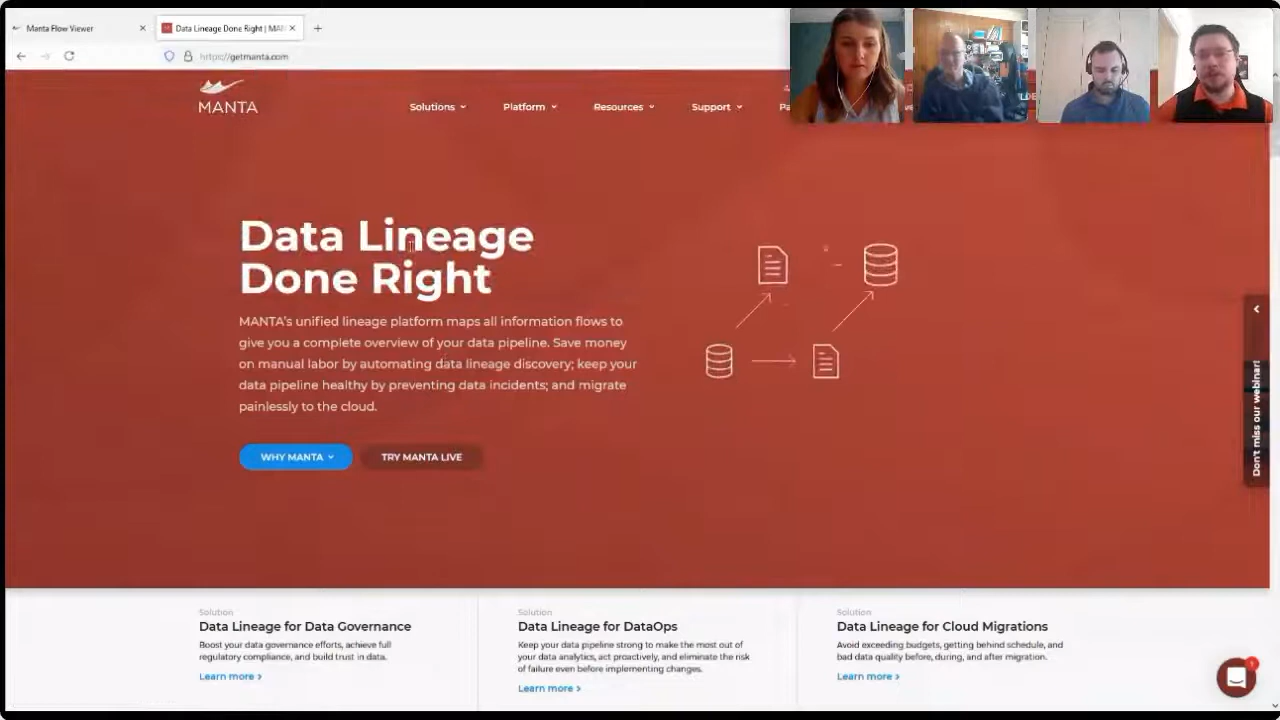 Manta Flow Viewer
Data Lineage Done Right | MAN
https://getmanta.com
MANTA
Solutions
Platform
Resources
Support
Data Lineage
Done Right
MANTA's unified lineage platform maps all information flows to
give you a complete overview of your data pipeline. Save money
on manual labor by automating data lineage discovery; keep your
data pipeline healthy by preventing data incidents; and migrate
painlessly to the cloud.
WHY MANTA
TRY MANTA LIVE
Don't miss our webinar!
Solution
Data Lineage for Data Governance
Boost your data governance efforts, achieve full
regulatory compliance, and build trust in data.
Learn more >
Solution
Data Lineage for DataOps
Keep your data pipeline strong to make the most out of
your data analytics, act proactively, and eliminate the risk
of failure even before implementing changes.
Learn more >
Solution
Data Lineage for Cloud Migrations
Avoid exceeding budgets, getting behind schedule, and
bad data quality before, during, and after migration.
Learn more >
1